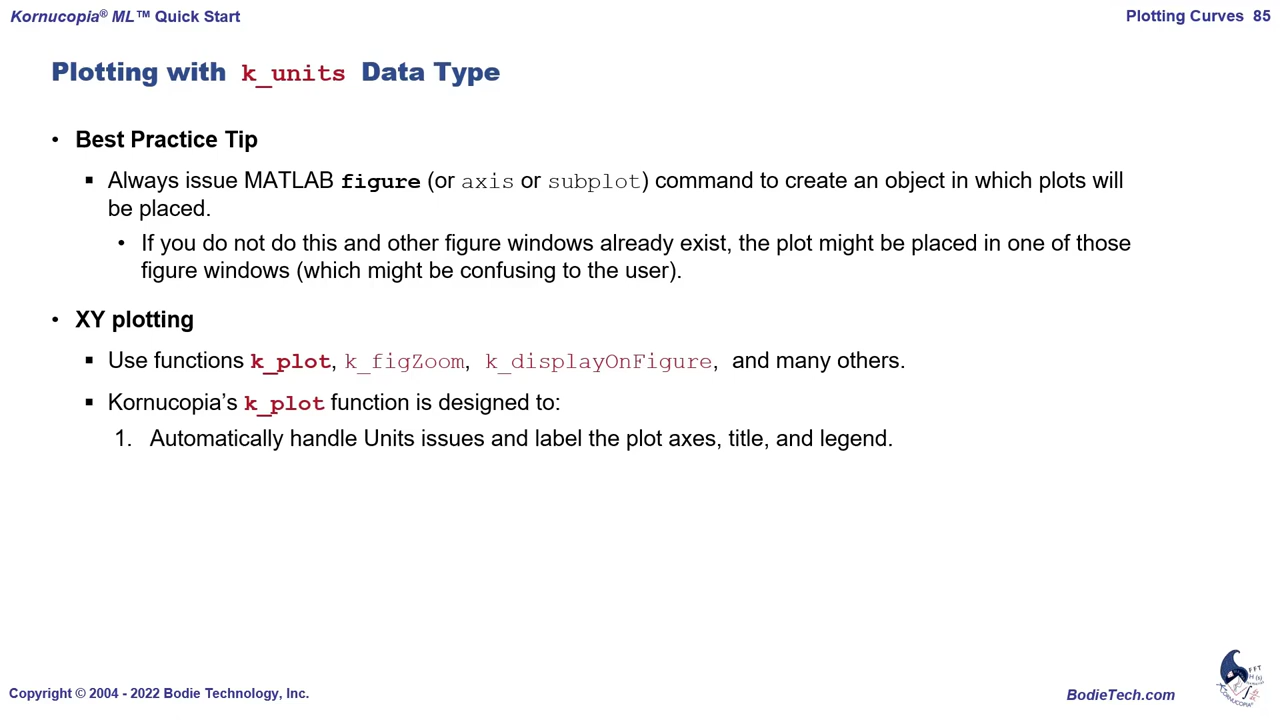 Kornucopia® ML™ Quick Start
Plotting Curves 85
Plotting with k_units Data Type
• Best Practice Tip
▪ Always issue MATLAB figure (or axis or subplot) command to create an object in which plots will
be placed.
• If you do not do this and other figure windows already exist, the plot might be placed in one of those
figure windows (which might be confusing to the user).
• XY plotting
▪ Use functions k_plot, k_figZoom, k_displayOnFigure, and many others.
▪ Kornucopia’s k_plot function is designed to:
1. Automatically handle Units issues and label the plot axes, title, and legend.
Copyright © 2004 - 2022 Bodie Technology, Inc.
BodieTech.com
FFT
KORNUCOPIA®